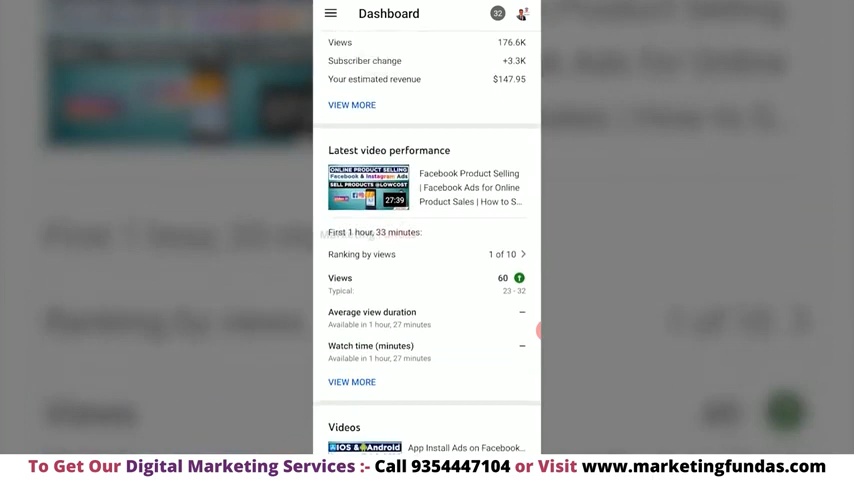 Dashboard
32
Views 176.6K
Subscriber change +3.3K
Your estimated revenue $147.95
VIEW MORE
Latest video performance
ONLINE PRODUCT SELLING
Facebook & Instagram Ads
SELL PRODUCTS @LOWCOST
27:39
Facebook Product Selling
| Facebook Ads for Online
Product Sales | How to S...
First 1 hour, 33 minutes:
Ranking by views 1 of 10
Views 60
Typical: 23 - 32
Average view duration –
Available in 1 hour, 27 minutes
Watch time (minutes) –
Available in 1 hour, 27 minutes
VIEW MORE
Videos
iOS & Android
App Install Ads on Facebook...
To Get Our Digital Marketing Services :- Call 9354447104 or Visit www.marketingfundas.com